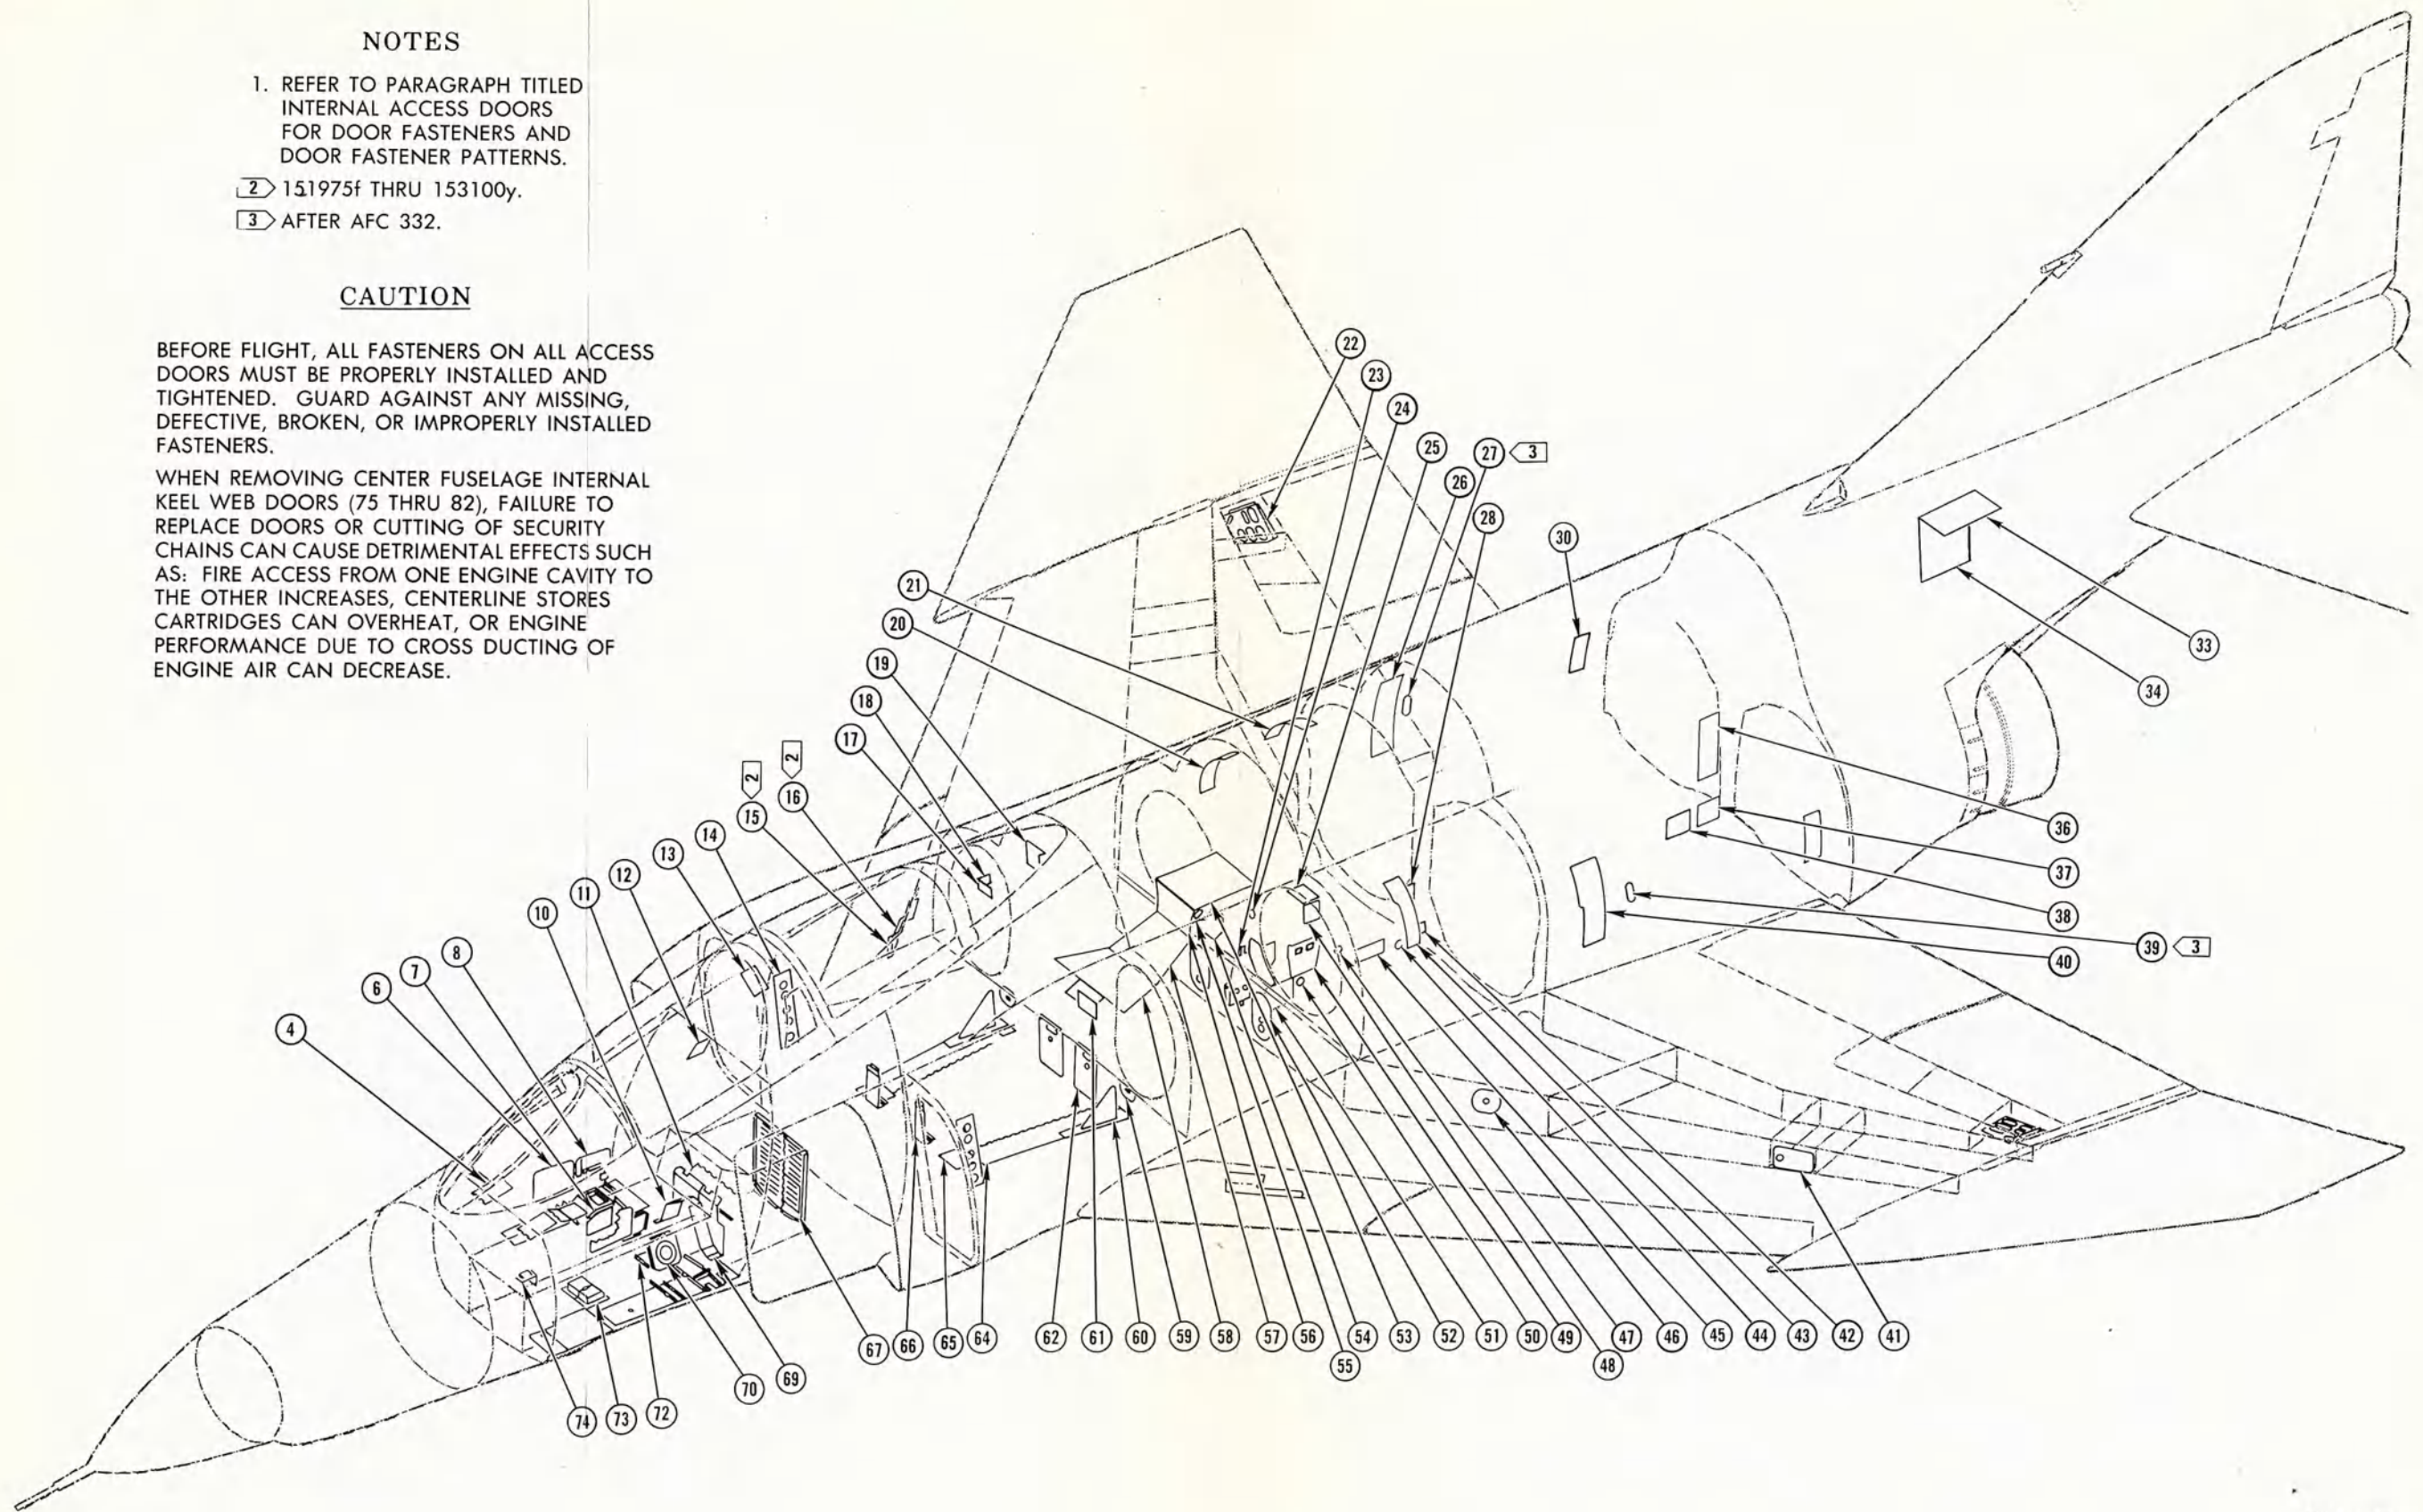 NOTES
1. REFER TO PARAGRAPH TITLED
INTERNAL ACCESS DOORS
FOR DOOR FASTENERS AND
DOOR FASTENER PATTERNS.
2 151975f THRU 153100y.
3 AFTER AFC 332.
CAUTION
BEFORE FLIGHT, ALL FASTENERS ON ALL ACCESS
DOORS MUST BE PROPERLY INSTALLED AND
TIGHTENED. GUARD AGAINST ANY MISSING,
DEFECTIVE, BROKEN, OR IMPROPERLY INSTALLED
FASTENERS.
WHEN REMOVING CENTER FUSELAGE INTERNAL
KEEL WEB DOORS (75 THRU 82), FAILURE TO
REPLACE DOORS OR CUTTING OF SECURITY
CHAINS CAN CAUSE DETRIMENTAL EFFECTS SUCH
AS: FIRE ACCESS FROM ONE ENGINE CAVITY TO
THE OTHER INCREASES, CENTERLINE STORES
CARTRIDGES CAN OVERHEAT, OR ENGINE
PERFORMANCE DUE TO CROSS DUCTING OF
ENGINE AIR CAN DECREASE.
4
6
7
8
10
11
12
13
14
15 2
16 2
17
18
19
20
21
22
23
24
25
26
27 3
28
30
33
34
36
37
38
39 3
40
41
42
43
44
45
46
47
48
49
50
51
52
53
54
55
56
57
58
59
60
61
62
64
65
66
67
69
70
72
73
74